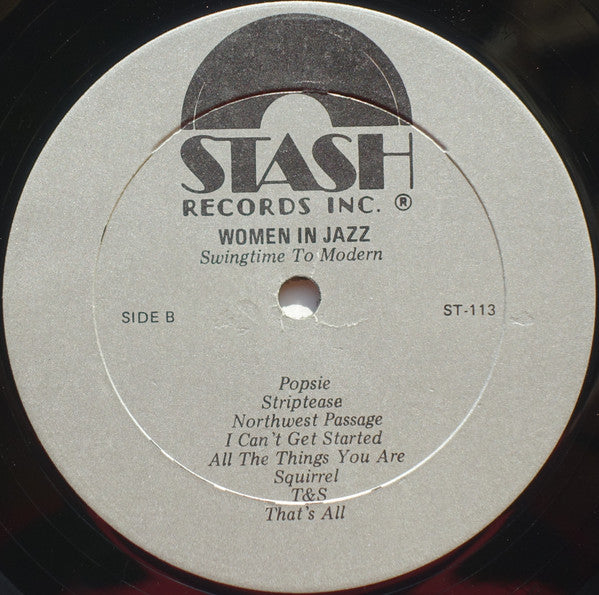 STASH
RECORDS INC. ®
WOMEN IN JAZZ
Swingtime To Modern
SIDE B
ST-113
Popsie
Striptease
Northwest Passage
I Can't Get Started
All The Things You Are
Squirrel
T&S
That's All